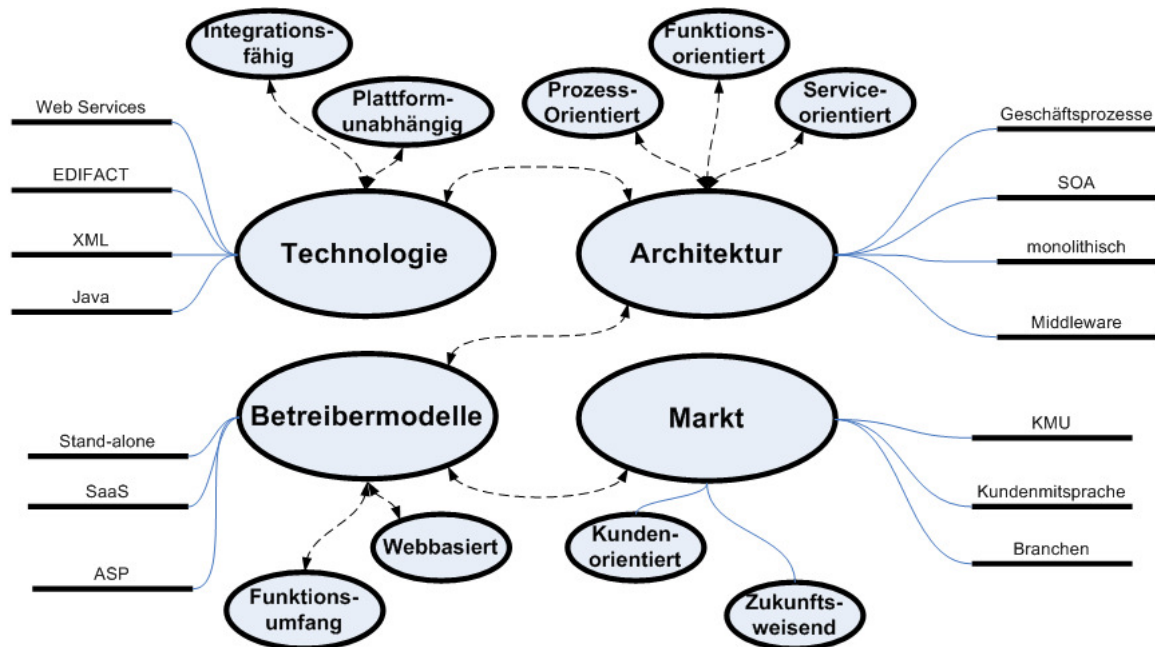 Integrations-
fähig
Funktions-
orientiert
Plattform-
unabhängig
Prozess-
Orientiert
Service-
orientiert
Web Services
EDIFACT
XML
Java
Technologie
Architektur
Geschäftsprozesse
SOA
monolithisch
Middleware
Betreibermodelle
Markt
Stand-alone
SaaS
ASP
KMU
Kundenmitsprache
Branchen
Webbasiert
Funktions-
umfang
Kunden-
orientiert
Zukunfts-
weisend